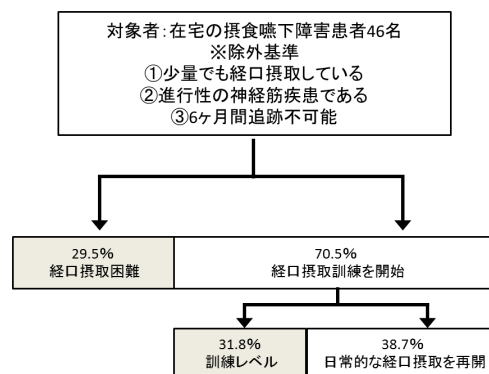 対象者:在宅の摂食嚥下障害患者46名
※除外基準
①少量でも経口摂取している
②進行性の神経筋疾患である
③6ヶ月間追跡不可能
29.5%
経口摂取困難
70.5%
経口摂取訓練を開始
31.8%
訓練レベル
38.7%
日常的な経口摂取を再開